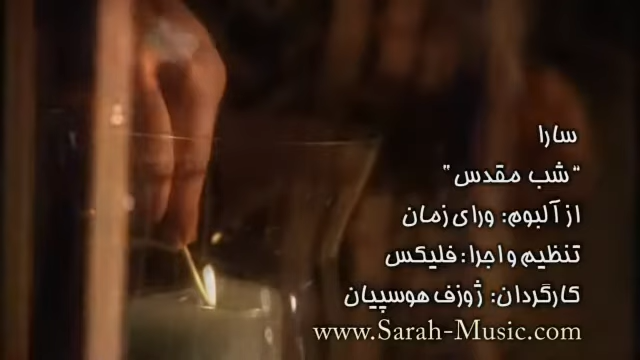 سارا
"شب مقدس"
از آلبوم: ورای زمان
تنظیم و اجرا: فلیکس
کارگردان: ژوزف هوسپیان
www.Sarah-Music.com